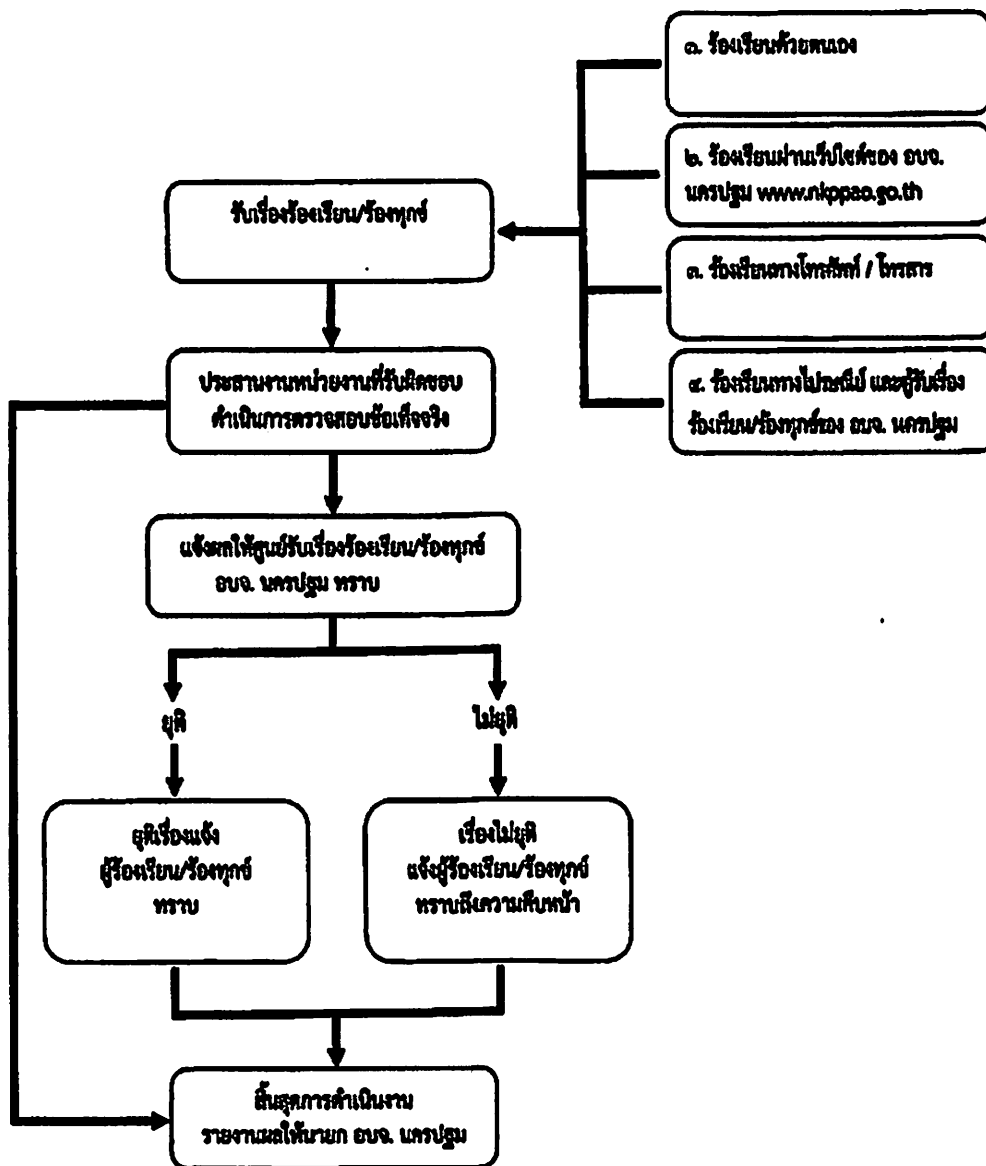 ๑. ร้องเรียนด้วยตนเอง
๒. ร้องเรียนผ่านเว็บไซต์ของ อบจ.
นครปฐม www.nkppao.go.th
๓. ร้องเรียนทางโทรศัพท์ / โทรสาร
๔. ร้องเรียนทางไปรษณีย์ และตู้รับเรื่อง
ร้องเรียน/ร้องทุกข์ของ อบจ. นครปฐม
รับเรื่องร้องเรียน/ร้องทุกข์
ประสานงานหน่วยงานที่รับผิดชอบ
ดำเนินการตรวจสอบข้อเท็จจริง
แจ้งผลให้ศูนย์รับเรื่องร้องเรียน/ร้องทุกข์
อบจ. นครปฐม ทราบ
ยุติ
ไม่ยุติ
ยุติเรื่องแจ้ง
ผู้ร้องเรียน/ร้องทุกข์
ทราบ
เรื่องไม่ยุติ
แจ้งผู้ร้องเรียน/ร้องทุกข์
ทราบถึงความคืบหน้า
สิ้นสุดการดำเนินงาน
รายงานผลให้นายก อบจ. นครปฐม